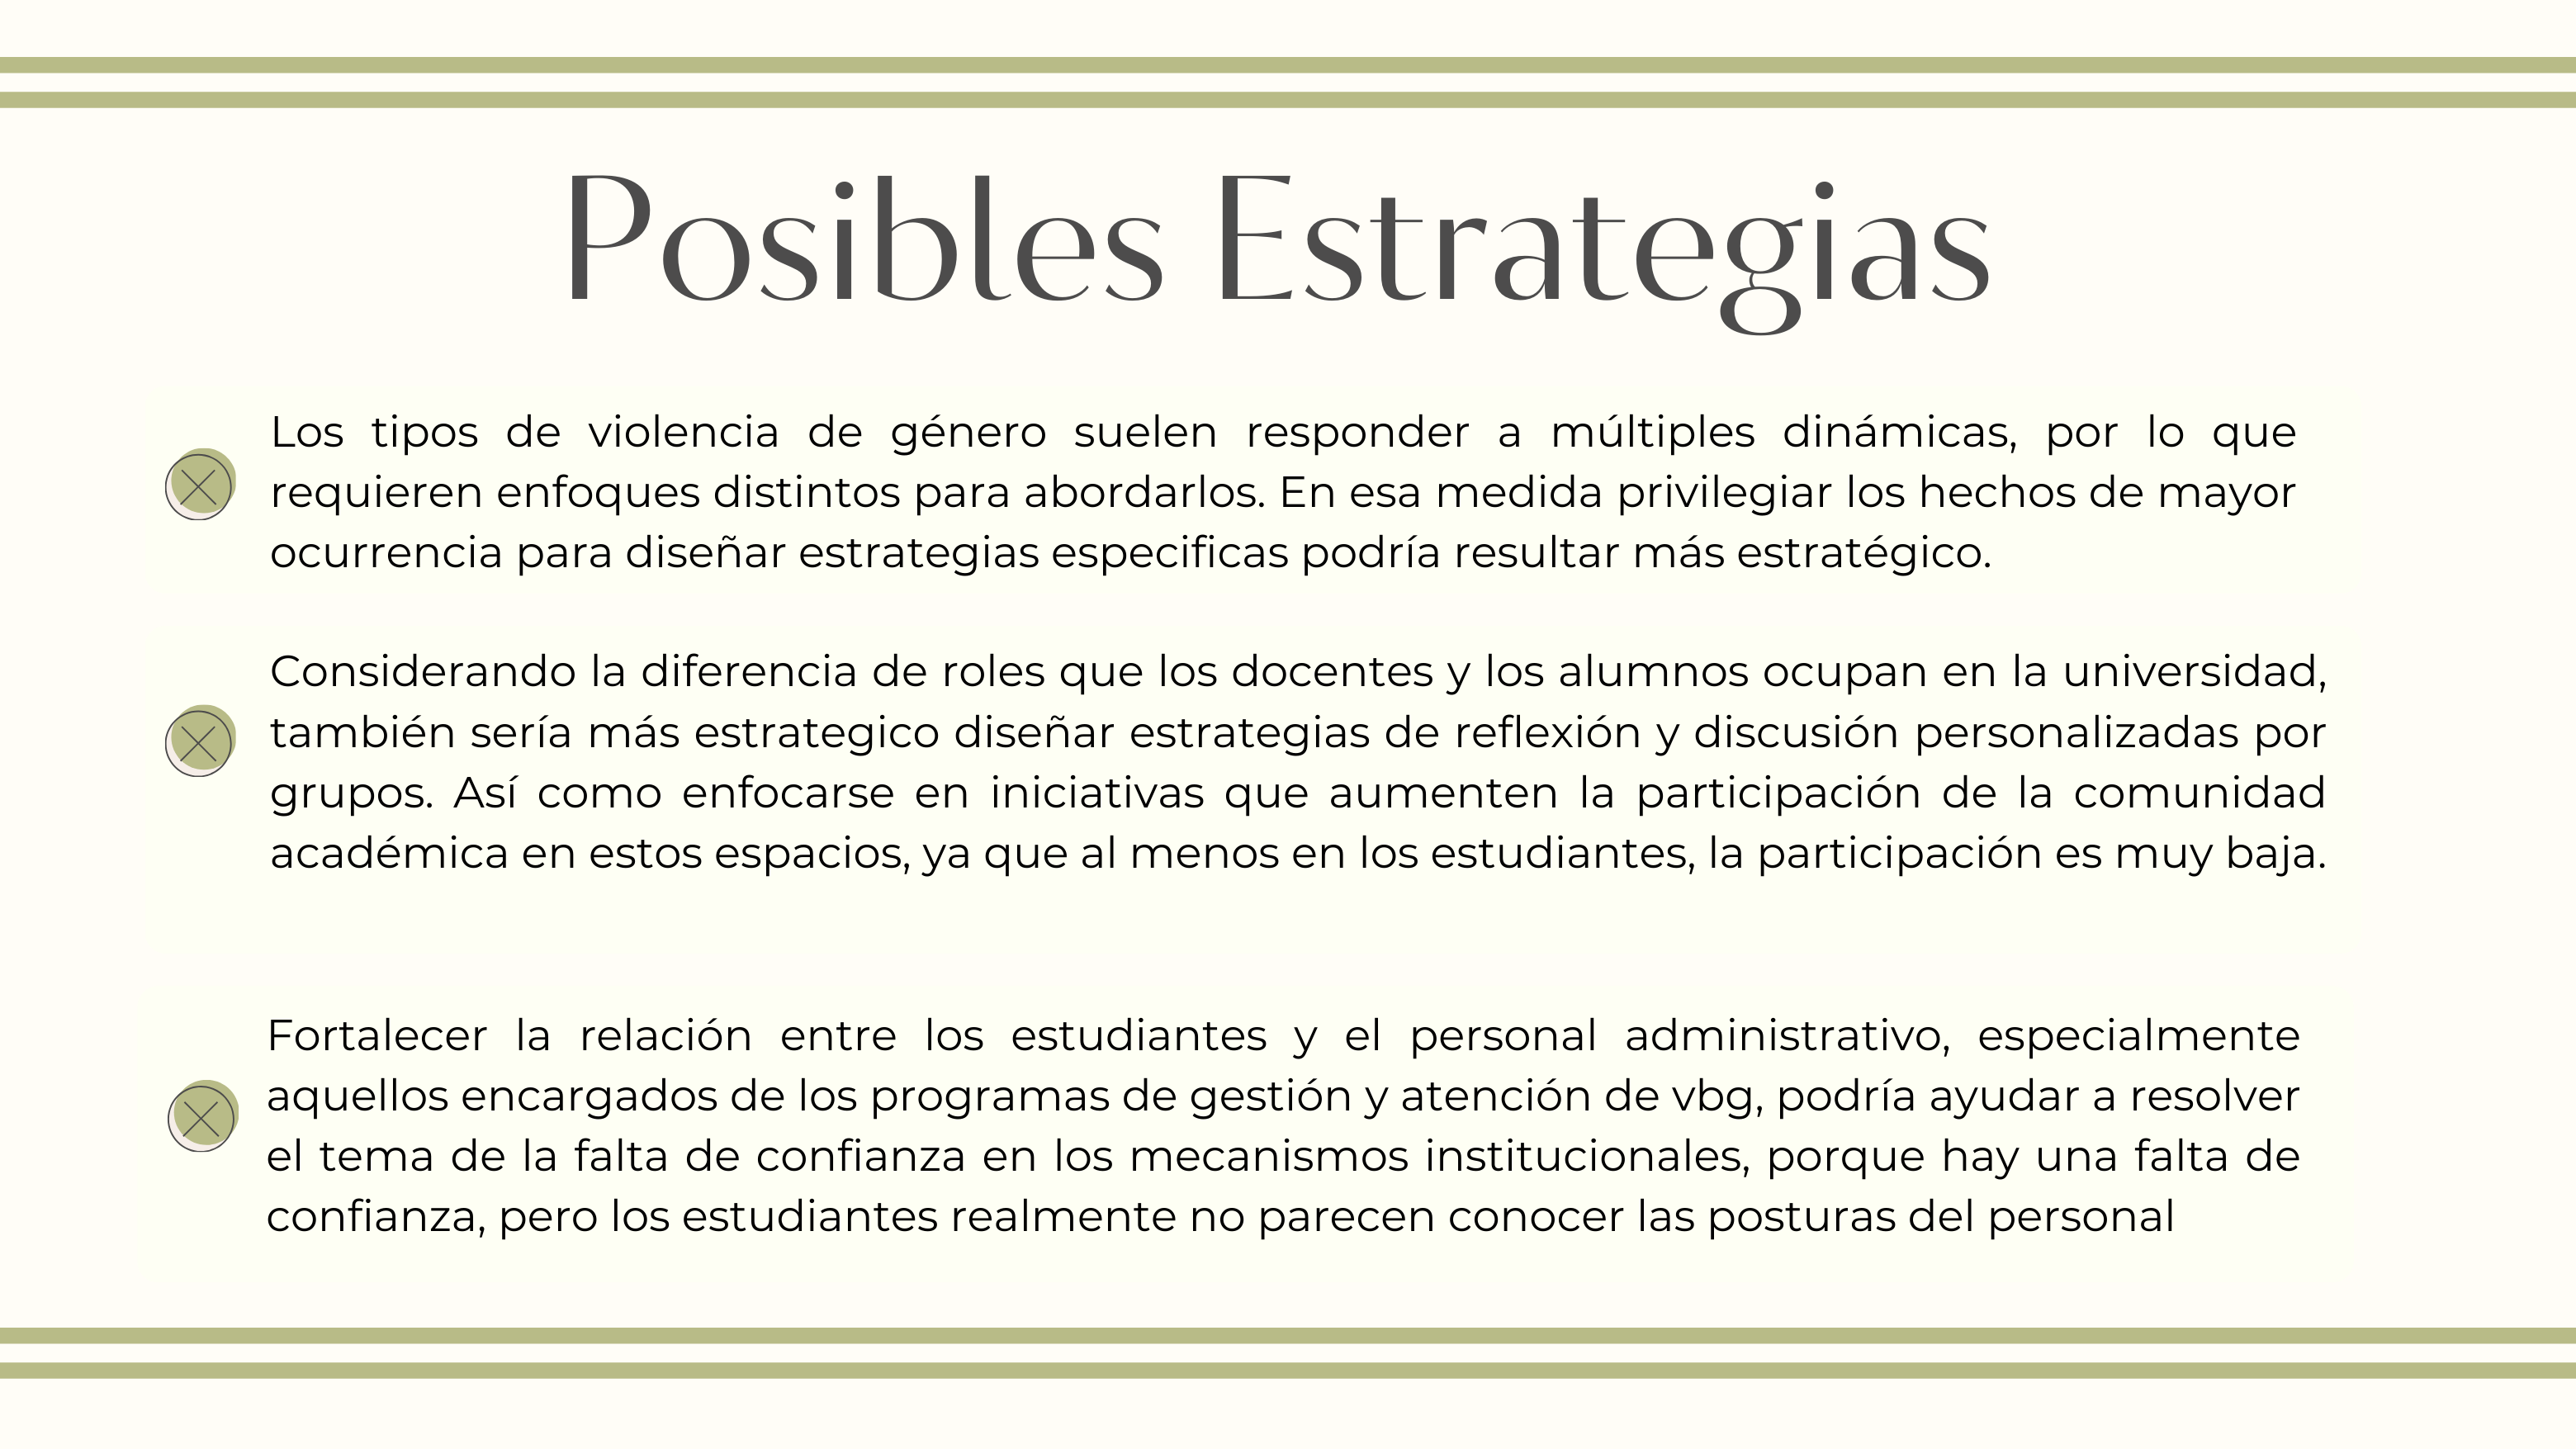 Posibles Estrategias
Los tipos de violencia de género suelen responder a múltiples dinámicas, por lo que
requieren enfoques distintos para abordarlos. En esa medida privilegiar los hechos de mayor
ocurrencia para diseñar estrategias especificas podría resultar más estratégico.
Considerando la diferencia de roles que los docentes y los alumnos ocupan en la universidad,
también sería más estrategico diseñar estrategias de reflexión y discusión personalizadas por
grupos. Así como enfocarse en iniciativas que aumenten la participación de la comunidad
académica en estos espacios, ya que al menos en los estudiantes, la participación es muy baja.
Fortalecer la relación entre los estudiantes y el personal administrativo, especialmente
aquellos encargados de los programas de gestión y atención de vbg, podría ayudar a resolver
el tema de la falta de confianza en los mecanismos institucionales, porque hay una falta de
confianza, pero los estudiantes realmente no parecen conocer las posturas del personal